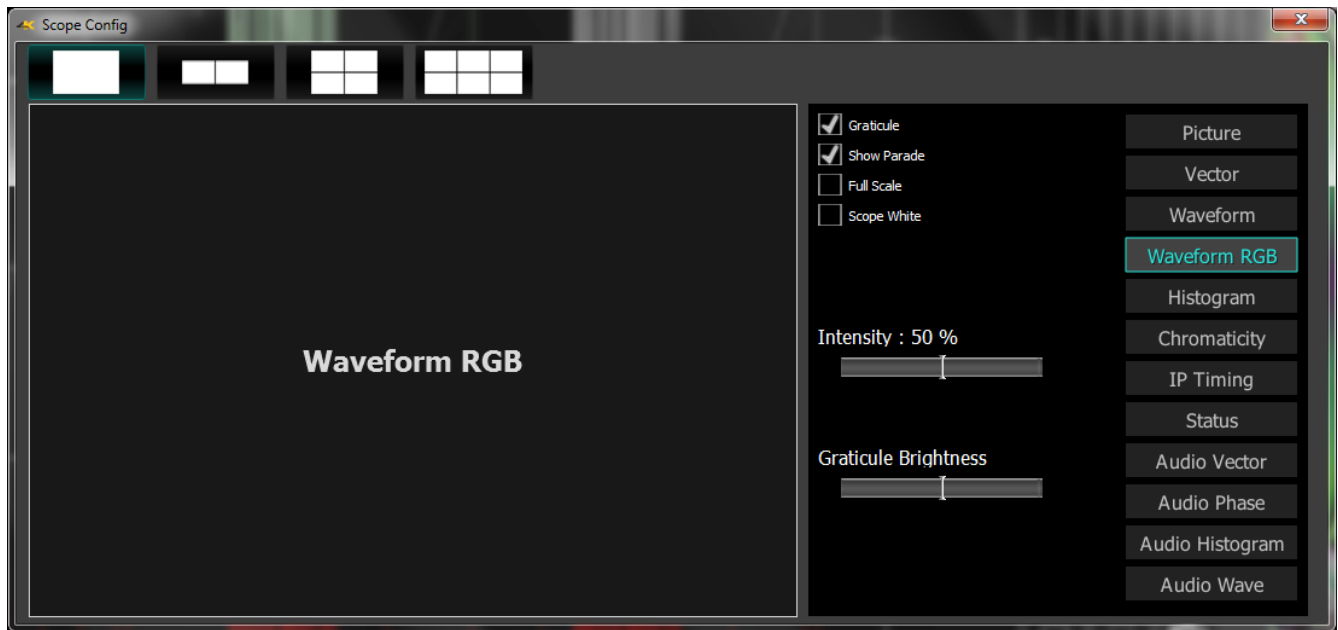 Scope Config
Graticule
Show Parade
Full Scale
Scope White
Intensity : 50 %
Graticule Brightness
Waveform RGB
Picture
Vector
Waveform
Waveform RGB
Histogram
Chromaticity
IP Timing
Status
Audio Vector
Audio Phase
Audio Histogram
Audio Wave